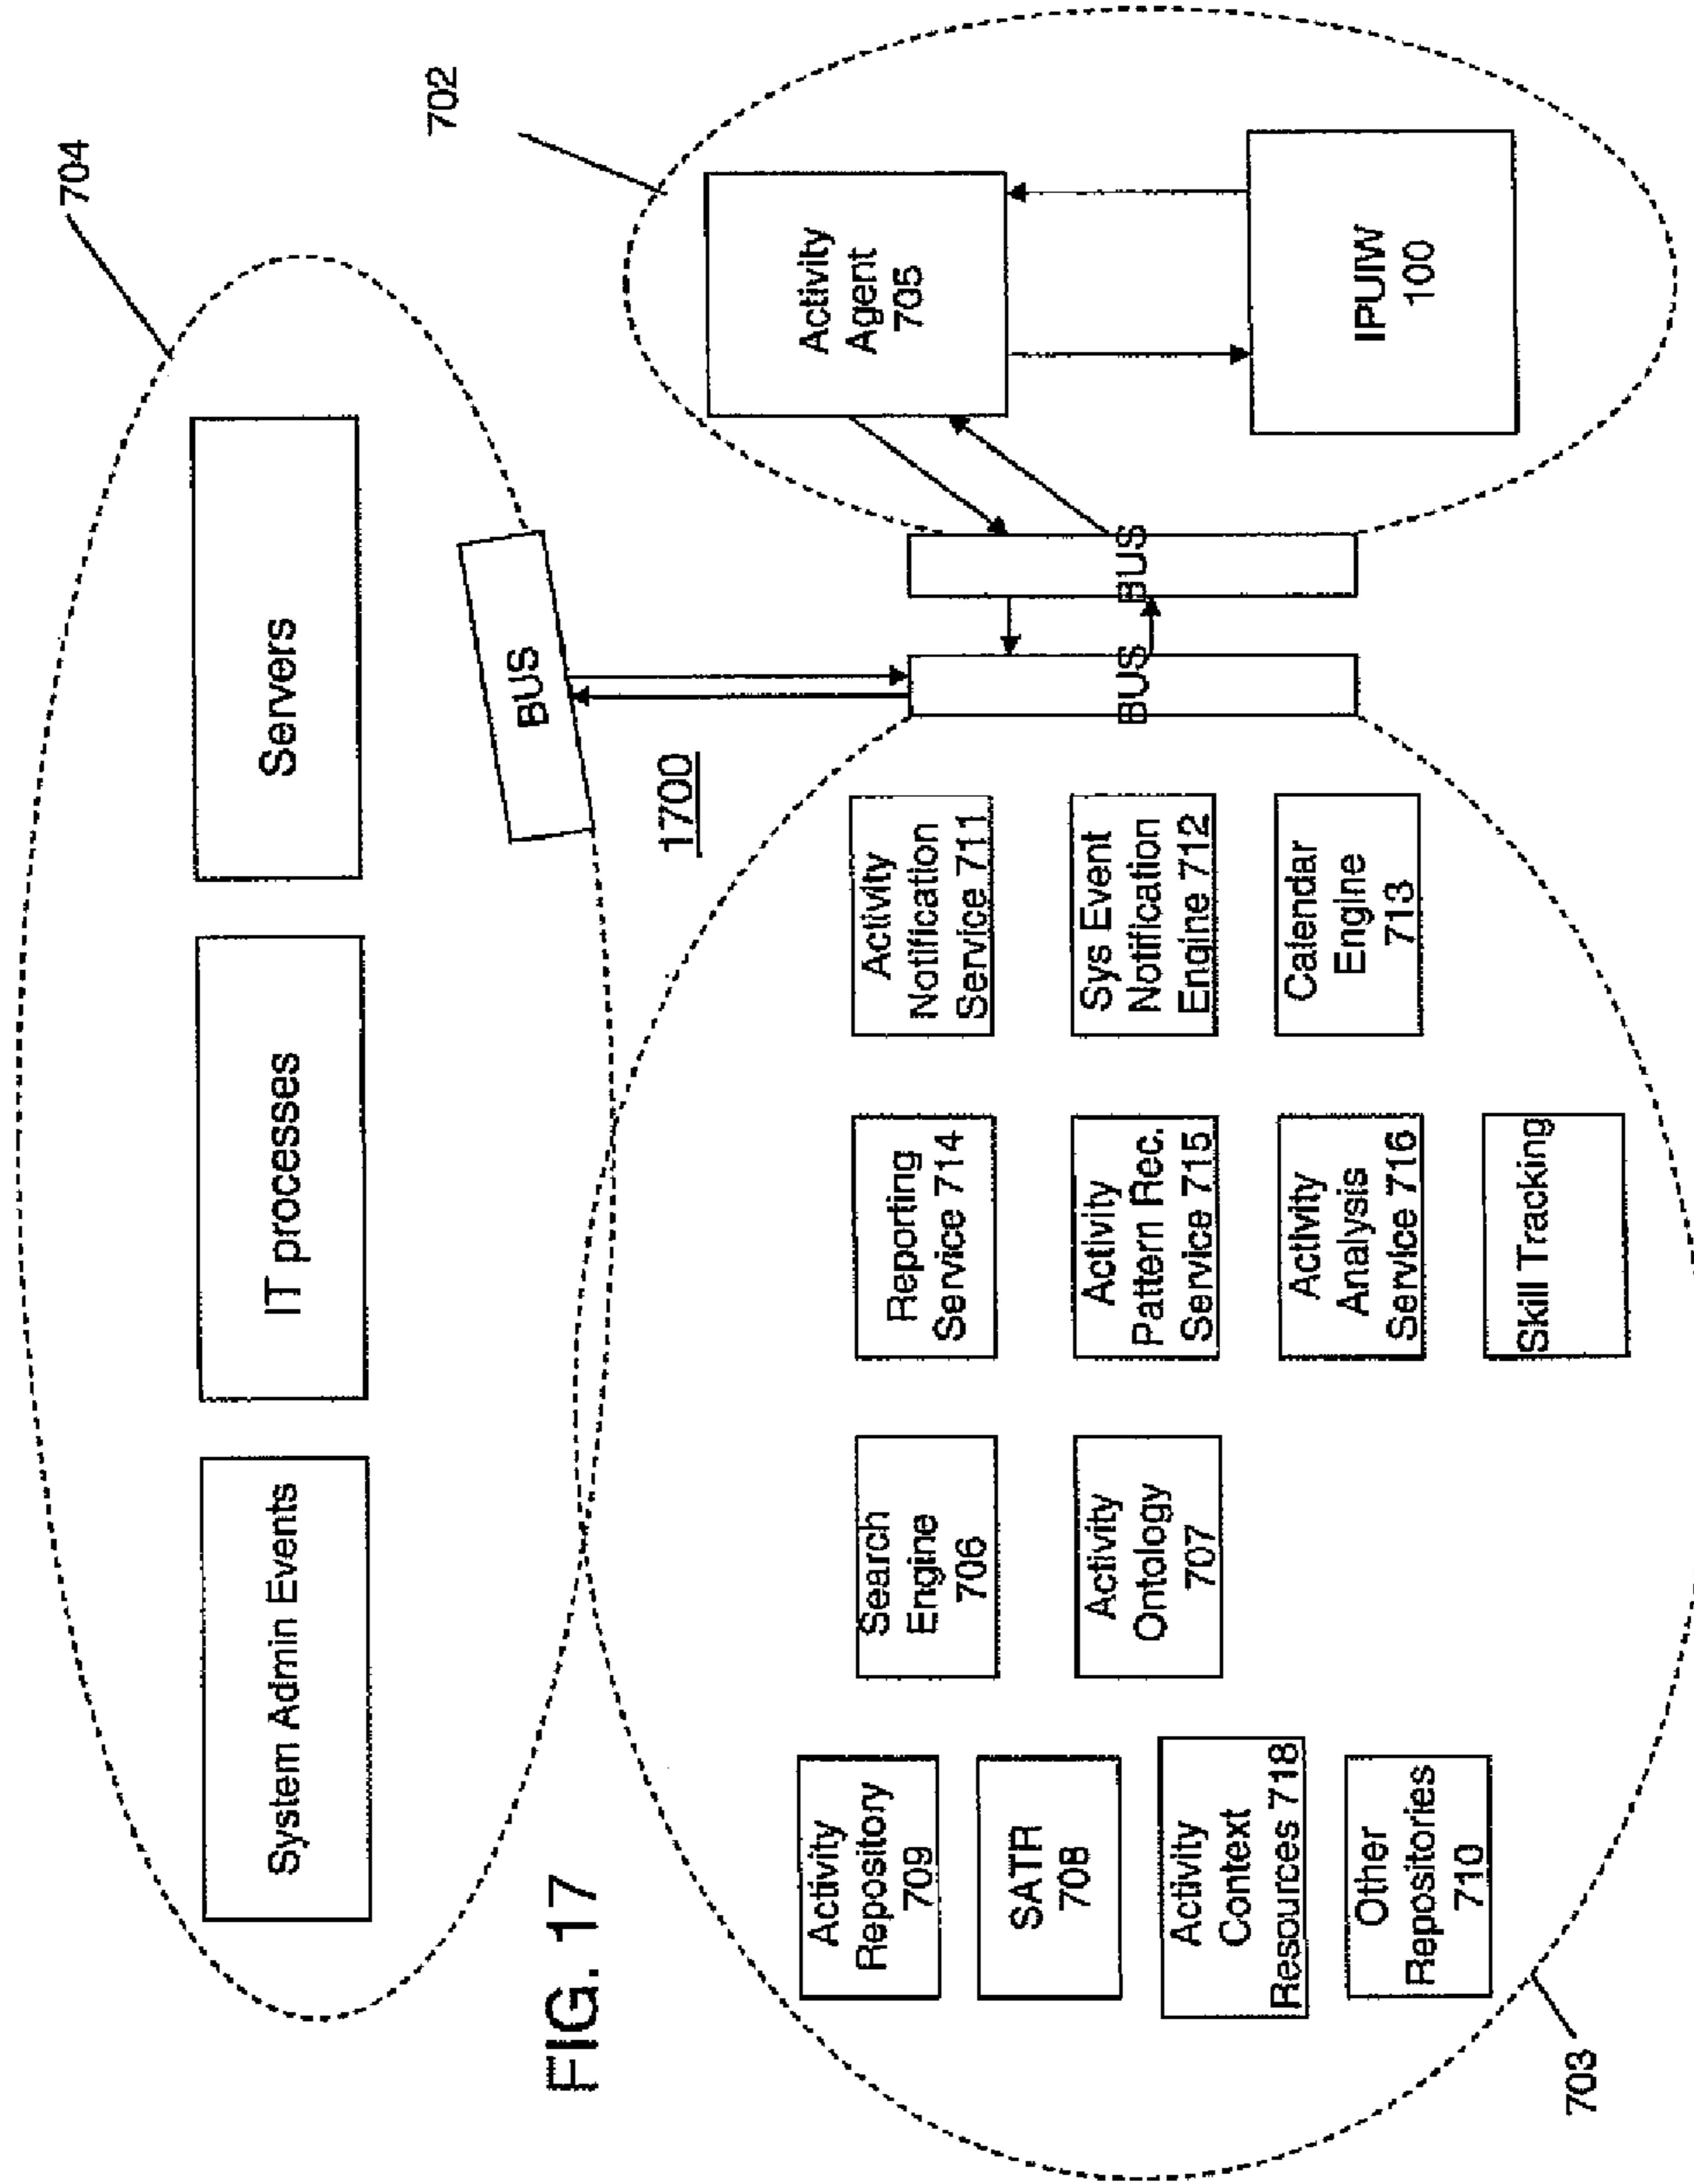 704
System Admin Events
IT processes
Servers
BUS
702
FIG. 17
1700
Activity
Repository
709
SATR
708
Activity
Context
Resources 718
Other
Repositories
710
Search
Engine
706
Activity
Ontology
707
Reporting
Service 714
Activity
Pattern Rec.
Service 715
Activity
Analysis
Service 716
Skill Tracking
Activity
Notification
Service 711
Sys Event
Notification
Engine 712
Calendar
Engine
713
BUS
BUS
Activity
Agent
705
IPUIW
100
703